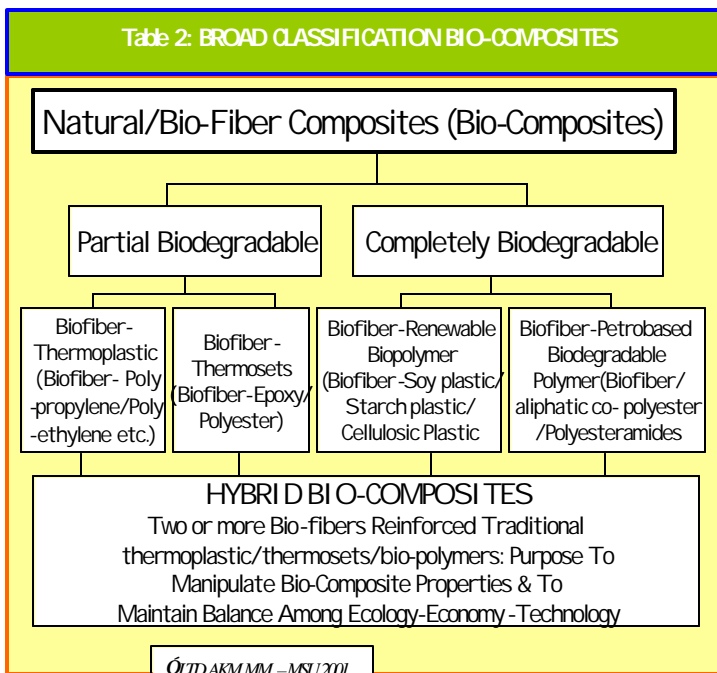 Table 2: BROAD CLASSIFICATION BIO-COMPOSITES
Natural/Bio-Fiber Composites (Bio-Composites)
Partial Biodegradable
Completely Biodegradable
Biofiber-
Thermoplastic
(Biofiber- Poly
-propylene/Poly
-ethylene etc.)
Biofiber-
Thermosets
(Biofiber-Epoxy/
Polyester)
Biofiber-Renewable
Biopolymer
(Biofiber-Soy plastic/
Starch plastic/
Cellulosic Plastic
Biofiber-Petrobased
Biodegradable
Polymer(Biofiber/
aliphatic co- polyester
/Polyesteramides
HYBRID BIO-COMPOSITES
Two or more Bio-fibers Reinforced Traditional
thermoplastic/thermosets/bio-polymers: Purpose To
Manipulate Bio-Composite Properties & To
Maintain Balance Among Ecology-Economy-Technology
MSU 2001